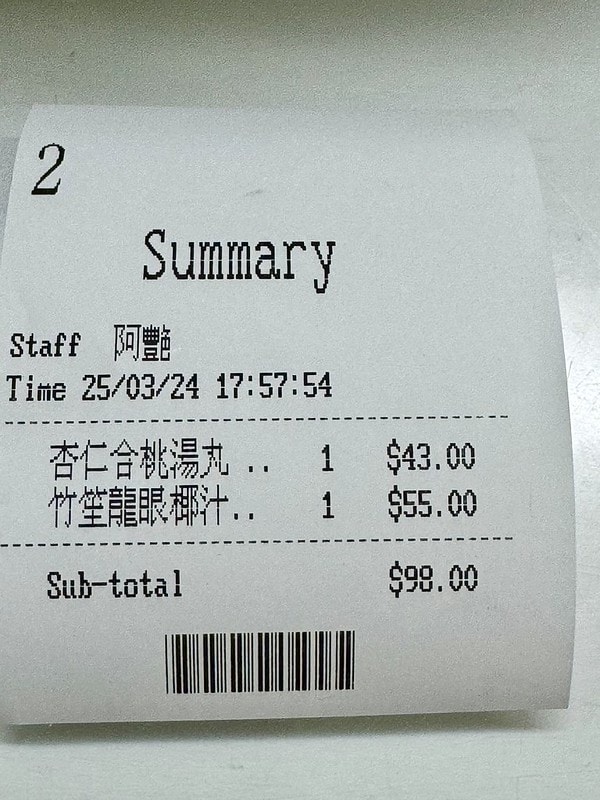 2
Summary
Staff 阿艷
Time 25/03/24 17:57:54
杏仁合桃湯丸 .. 1 $43.00
竹笙龍眼椰汁.. 1 $55.00
Sub-total $98.00